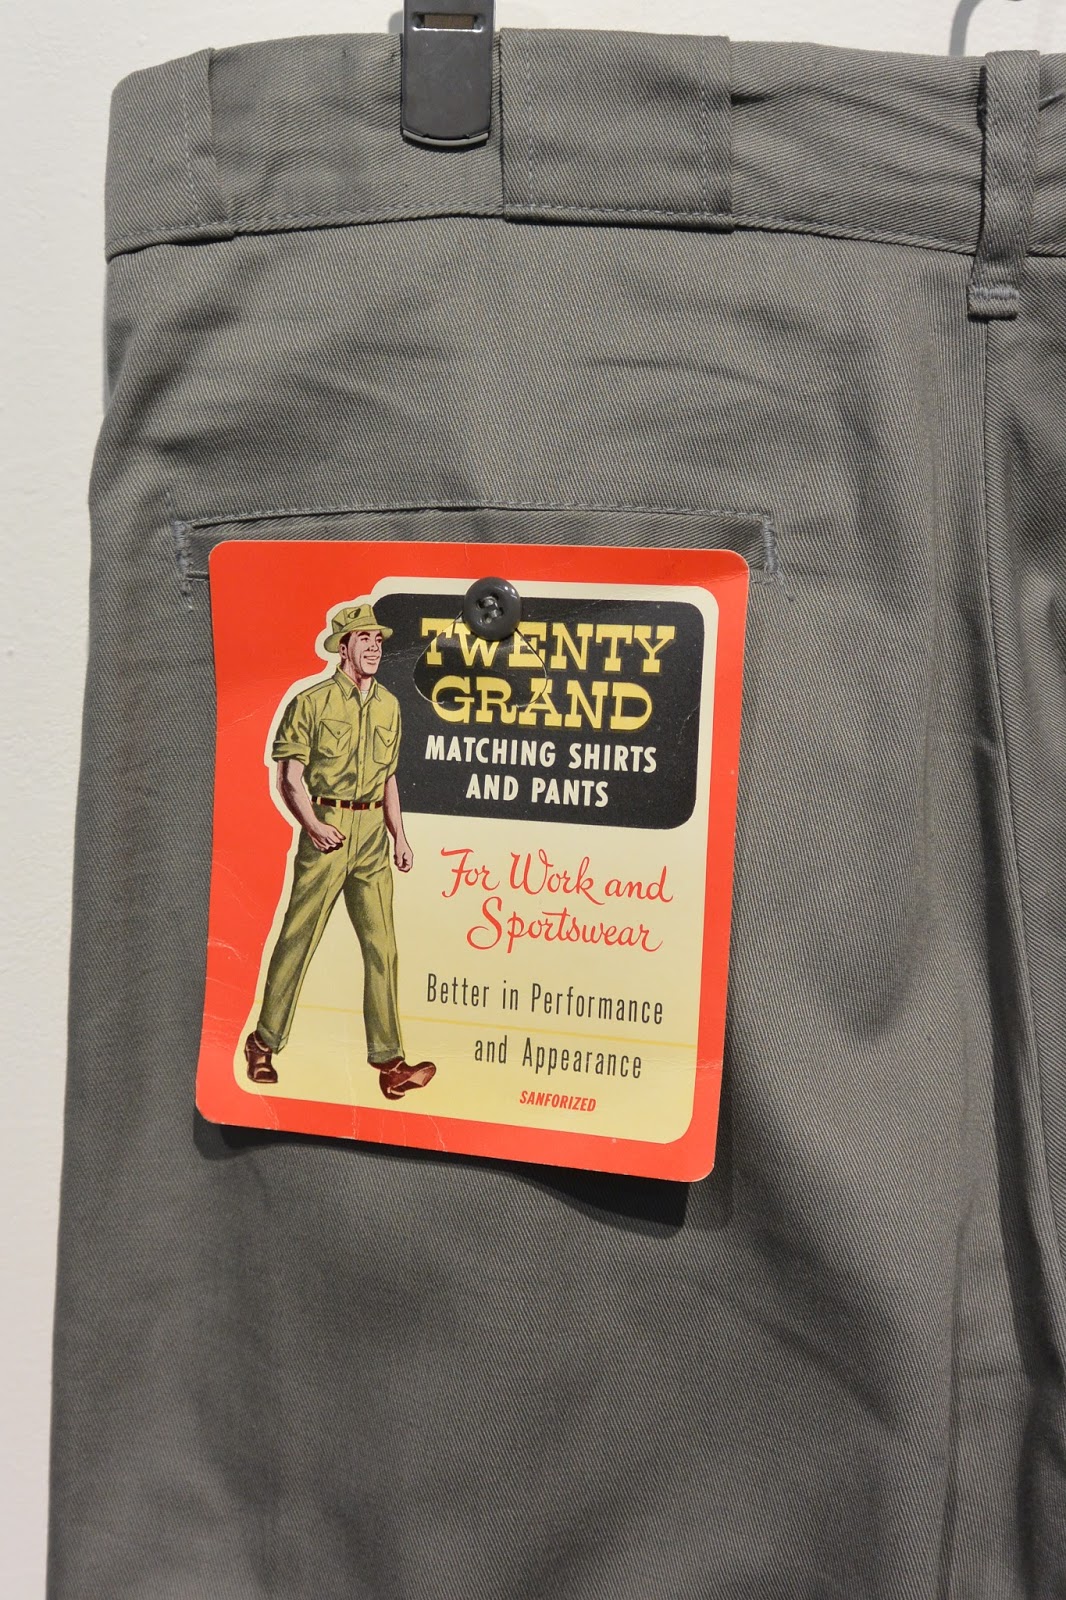 TWENTY
GRAND
MATCHING SHIRTS
AND PANTS
For Work and
Sportswear
Better in Performance
and Appearance
SANFORIZED